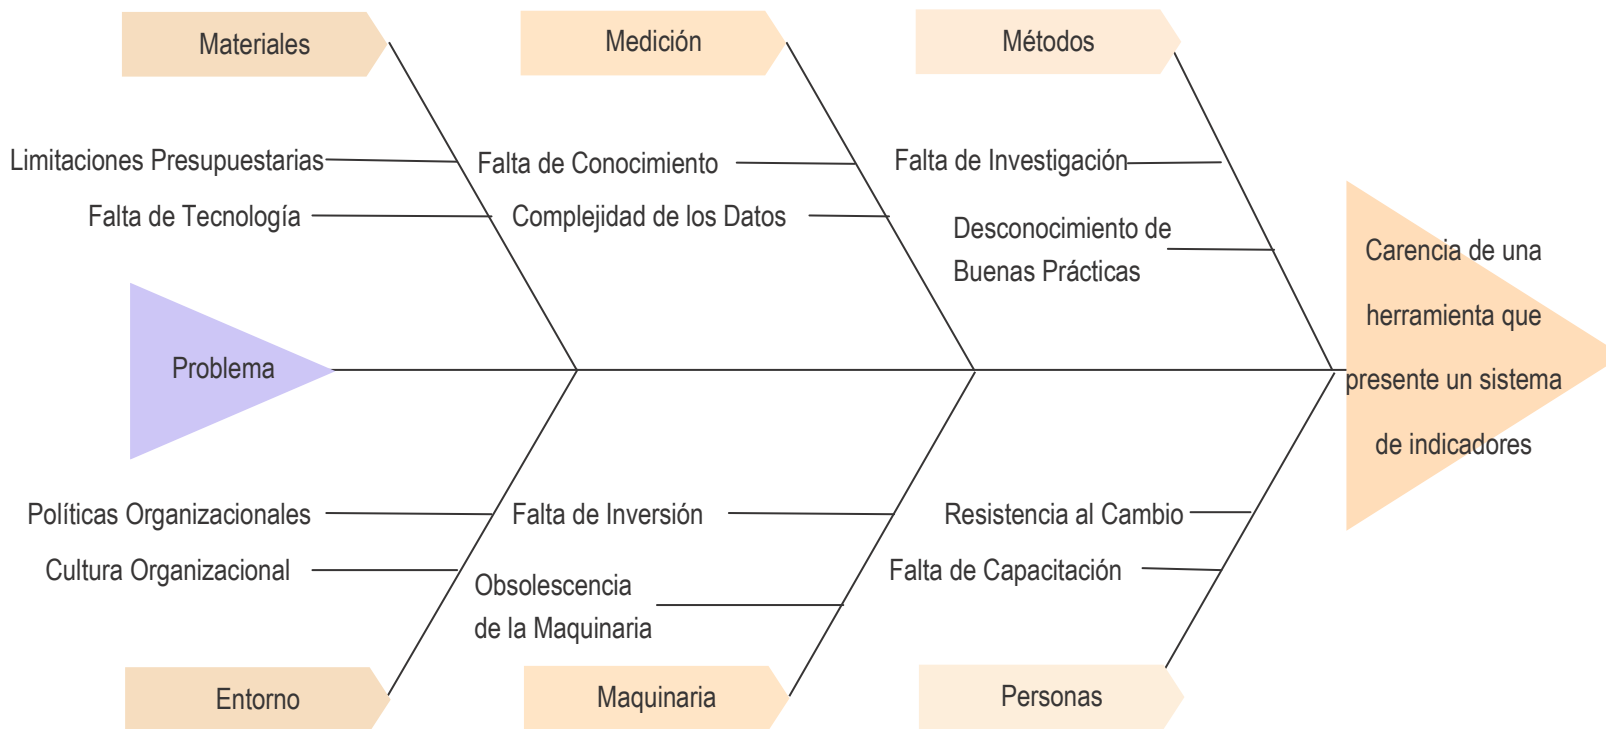 Materiales
Medición
Métodos
Limitaciones Presupuestarias
Falta de Conocimiento
Falta de Investigación
Falta de Tecnología
Complejidad de los Datos
Desconocimiento de
Buenas Prácticas
Problema
Carencia de una
herramienta que
presente un sistema
de indicadores
Políticas Organizacionales
Falta de Inversión
Resistencia al Cambio
Cultura Organizacional
Obsolescencia
de la Maquinaria
Falta de Capacitación
Entorno
Maquinaria
Personas